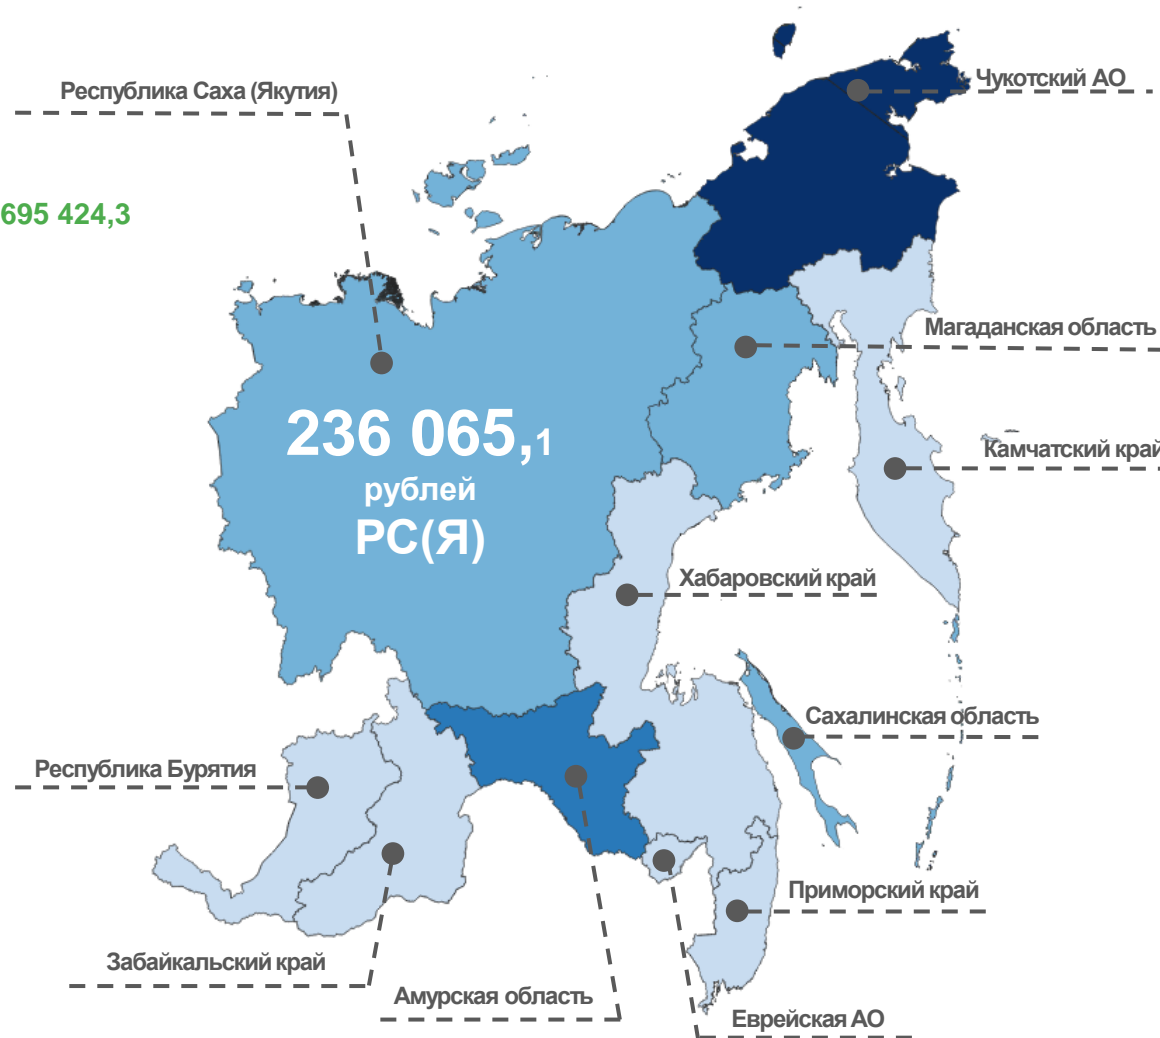 Республика Саха (Якутия)
Чукотский АО
695 424,3
Магаданская область
236 065,1
рублей
РС(Я)
Камчатский край
Хабаровский край
Сахалинская область
Республика Бурятия
Приморский край
Забайкальский край
Амурская область
Еврейская АО